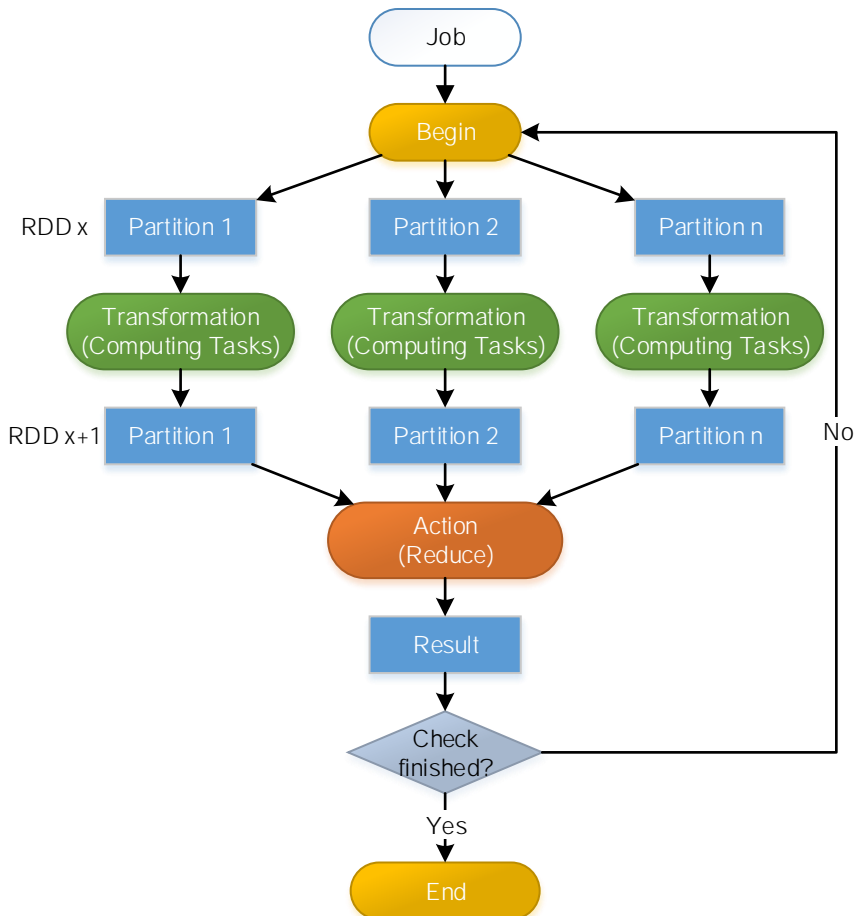 Job
Begin
RDD x
Partition 1
Partition 2
Partition n
Transformation
(Computing Tasks)
Transformation
(Computing Tasks)
Transformation
(Computing Tasks)
RDD x+1
Partition 1
Partition 2
Partition n
No
Action
(Reduce)
Result
Check
finished?
Yes
End